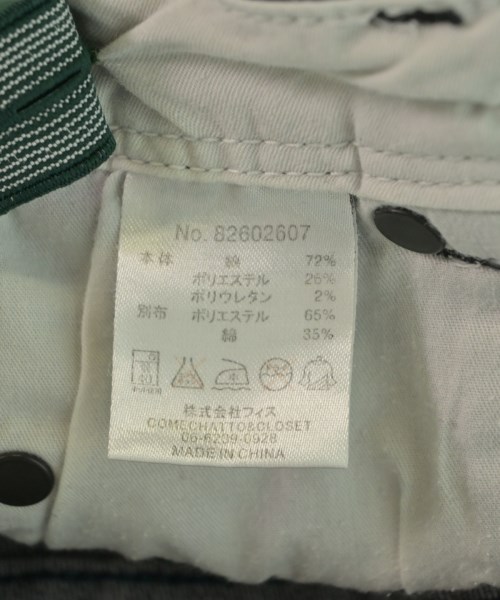 No. 82602607
本体 綿 72%
ポリエステル 26%
ポリウレタン 2%
別布 ポリエステル 65%
綿 35%
株式会社フィス
COMECHATTO&CLOSET
06-6209-0928
MADE IN CHINA